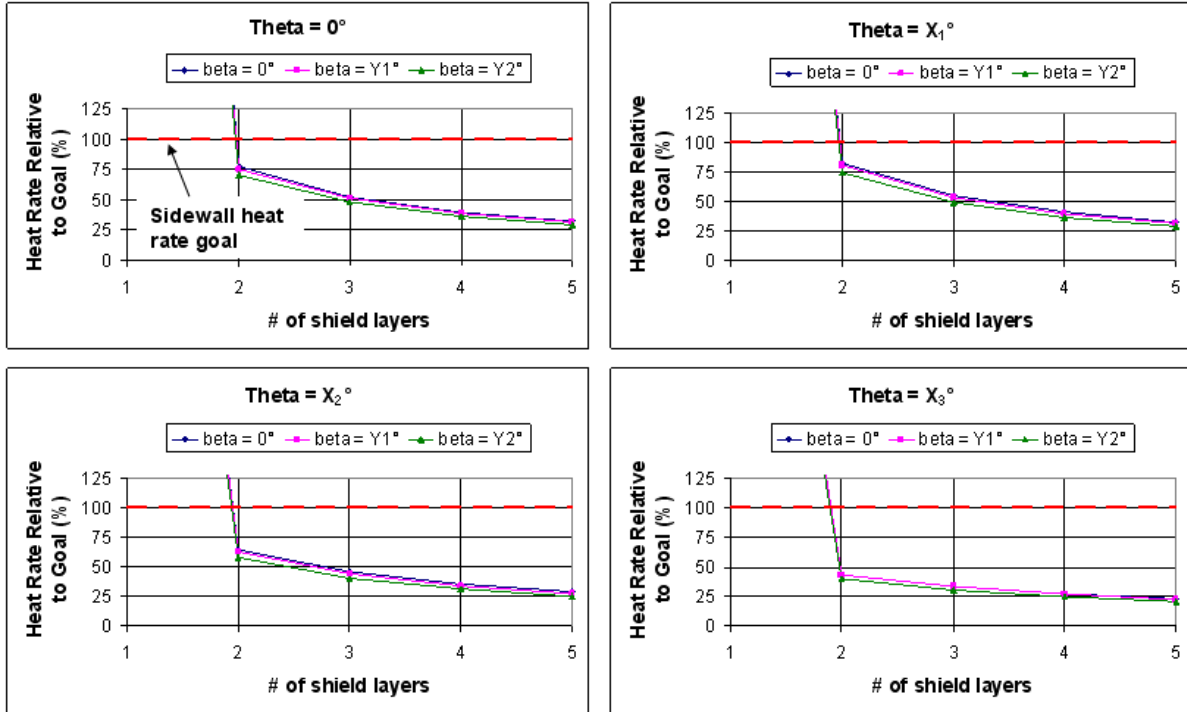 Theta = 0°
beta = 0° beta = Y1° beta = Y2°
Heat Rate Relative
to Goal (% )
125
100
75
50
25
0
Sidewall heat
rate goal
1 2 3 4 5
# of shield layers
Theta = X₁°
beta = 0° beta = Y1° beta = Y2°
Heat Rate Relative
to Goal (% )
125
100
75
50
25
0
1 2 3 4 5
# of shield layers
Theta = X₂°
beta = 0° beta = Y1° beta = Y2°
Heat Rate Relative
to Goal (% )
125
100
75
50
25
0
1 2 3 4 5
# of shield layers
Theta = X₃°
beta = 0° beta = Y1° beta = Y2°
Heat Rate Relative
to Goal (% )
125
100
75
50
25
0
1 2 3 4 5
# of shield layers